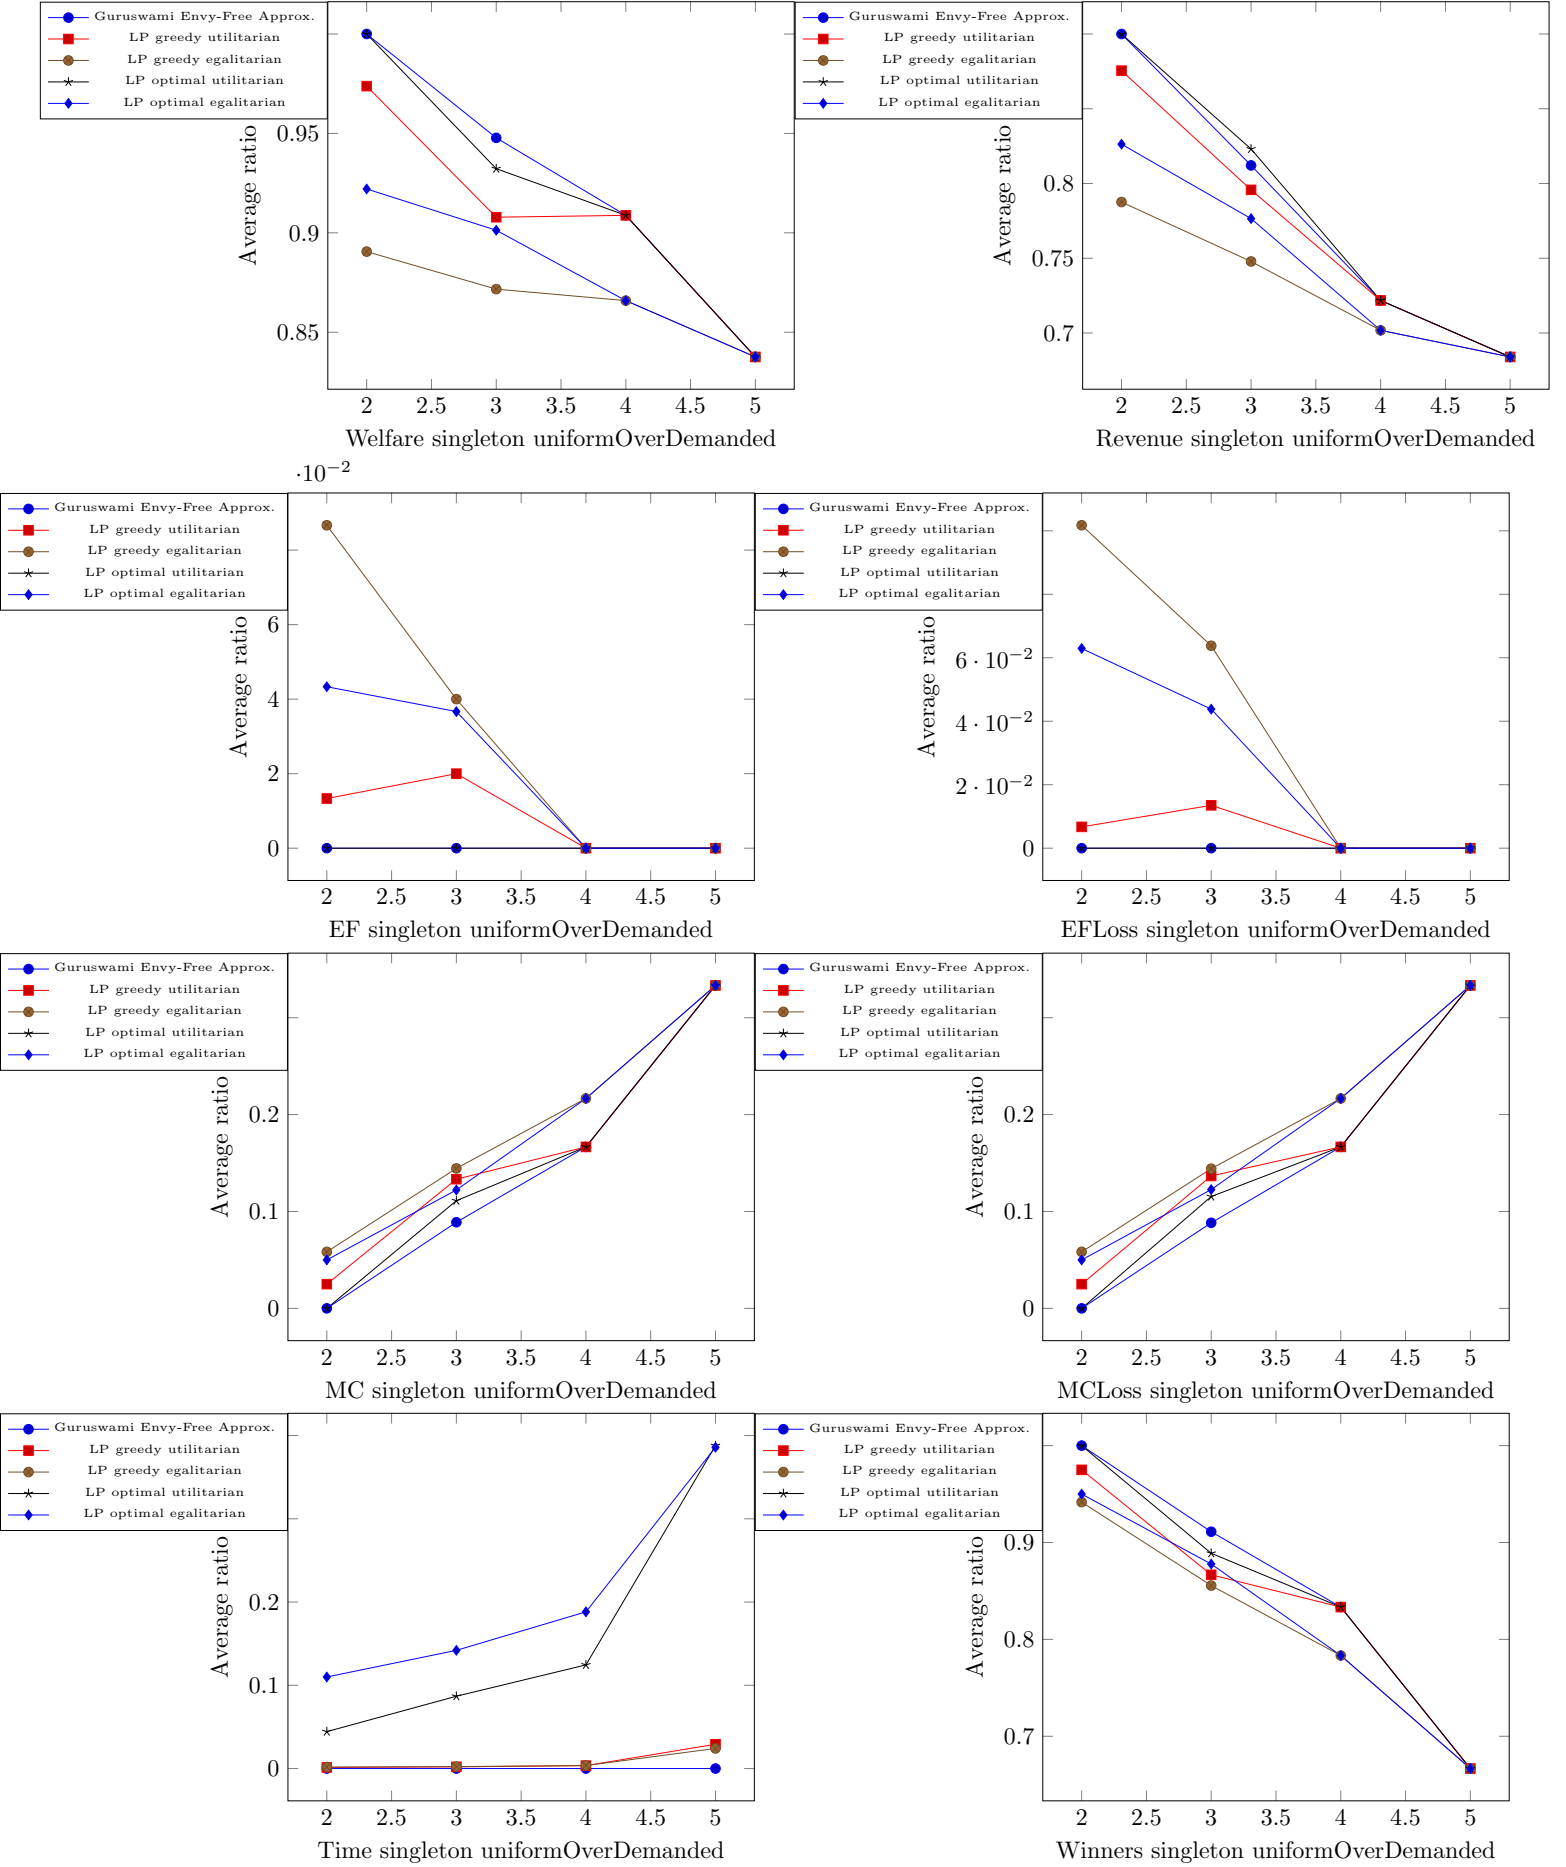 Guruswami Envy-Free Approx.
LP greedy utilitarian
LP greedy egalitarian
LP optimal utilitarian
LP optimal egalitarian
Average ratio
0.95
0.9
0.85
2 2.5 3 3.5 4 4.5 5
Welfare singleton uniformOverDemanded
Guruswami Envy-Free Approx.
LP greedy utilitarian
LP greedy egalitarian
LP optimal utilitarian
LP optimal egalitarian
Average ratio
0.8
0.75
0.7
2 2.5 3 3.5 4 4.5 5
Revenue singleton uniformOverDemanded
·10−2
Guruswami Envy-Free Approx.
LP greedy utilitarian
LP greedy egalitarian
LP optimal utilitarian
LP optimal egalitarian
Average ratio
6
4
2
0
2 2.5 3 3.5 4 4.5 5
EF singleton uniformOverDemanded
Guruswami Envy-Free Approx.
LP greedy utilitarian
LP greedy egalitarian
LP optimal utilitarian
LP optimal egalitarian
Average ratio
6 · 10−2
4 · 10−2
2 · 10−2
0
2 2.5 3 3.5 4 4.5 5
EFLoss singleton uniformOverDemanded
Guruswami Envy-Free Approx.
LP greedy utilitarian
LP greedy egalitarian
LP optimal utilitarian
LP optimal egalitarian
Average ratio
0.2
0.1
0
2 2.5 3 3.5 4 4.5 5
MC singleton uniformOverDemanded
Guruswami Envy-Free Approx.
LP greedy utilitarian
LP greedy egalitarian
LP optimal utilitarian
LP optimal egalitarian
Average ratio
0.2
0.1
0
2 2.5 3 3.5 4 4.5 5
MCLoss singleton uniformOverDemanded
Guruswami Envy-Free Approx.
LP greedy utilitarian
LP greedy egalitarian
LP optimal utilitarian
LP optimal egalitarian
Average ratio
0.2
0.1
0
2 2.5 3 3.5 4 4.5 5
Time singleton uniformOverDemanded
Guruswami Envy-Free Approx.
LP greedy utilitarian
LP greedy egalitarian
LP optimal utilitarian
LP optimal egalitarian
Average ratio
0.9
0.8
0.7
2 2.5 3 3.5 4 4.5 5
Winners singleton uniformOverDemanded